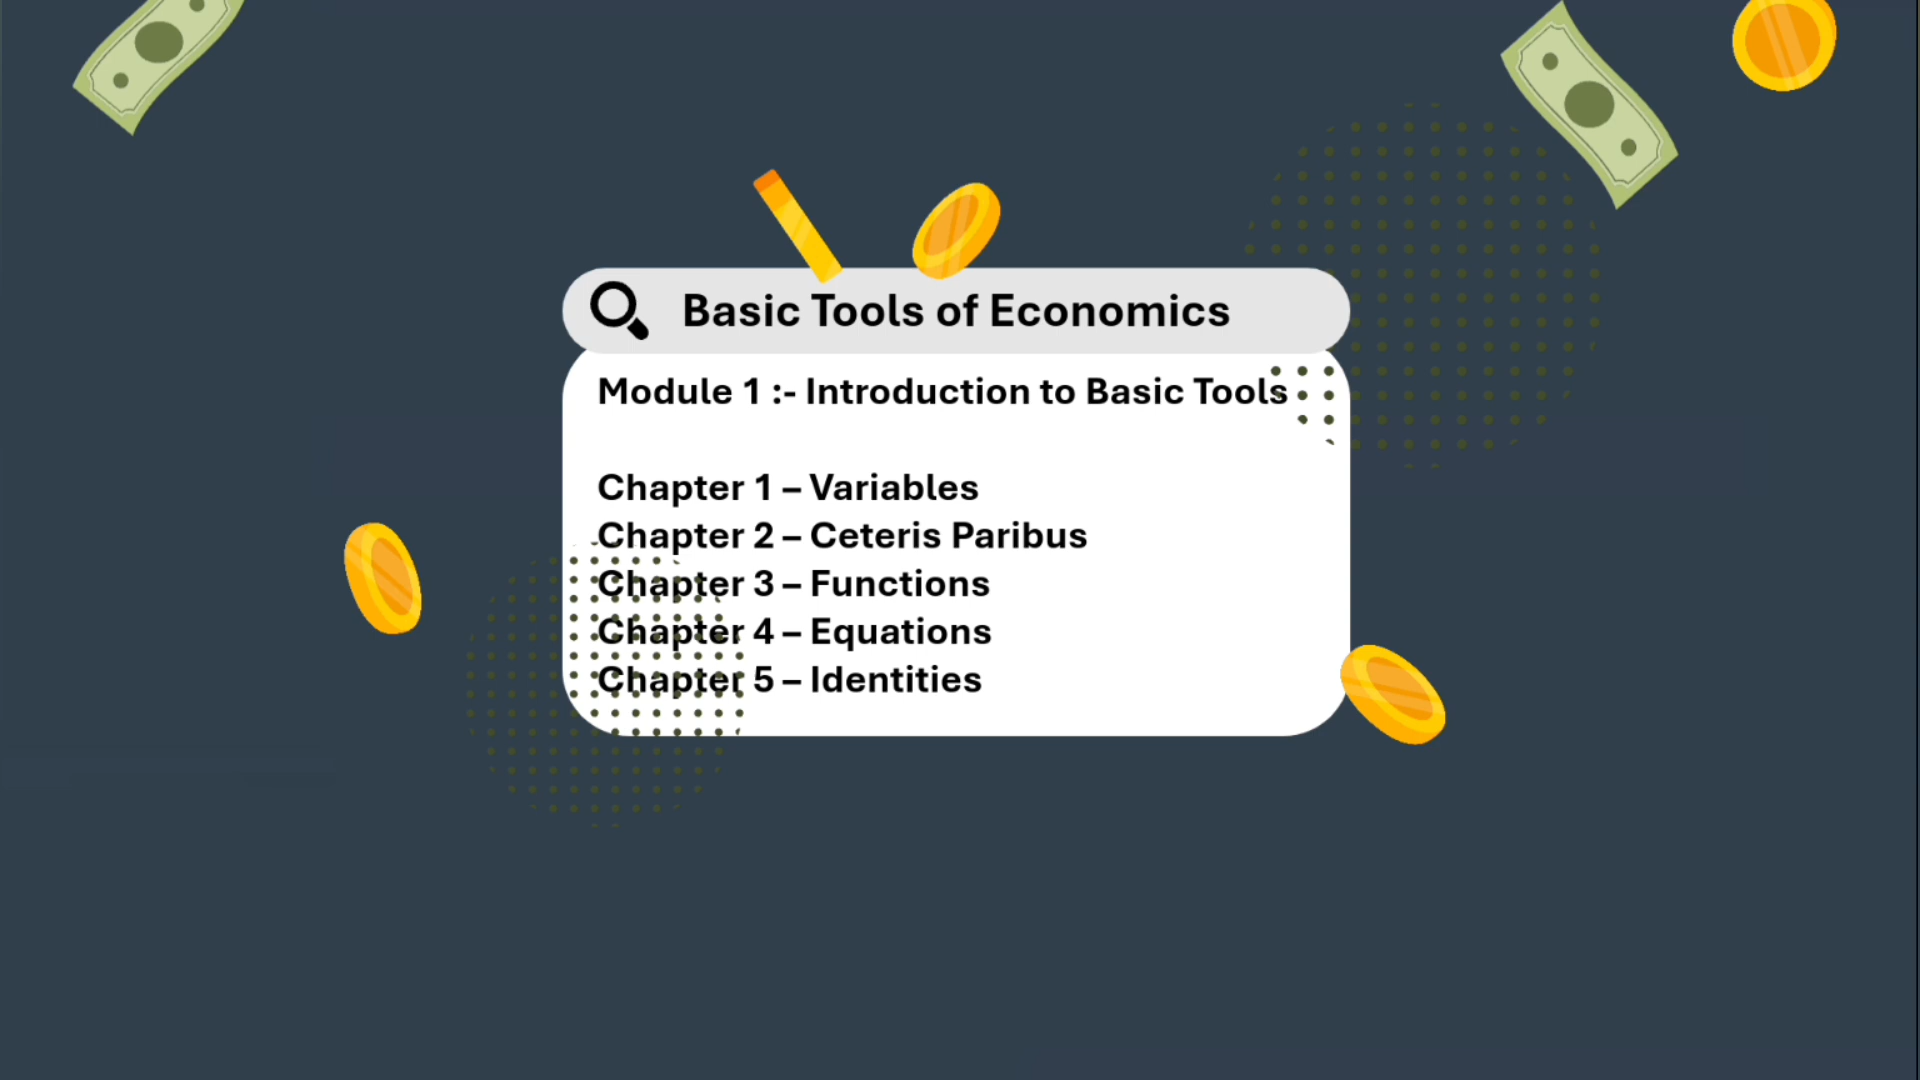 Basic Tools of Economics
Module 1 :- Introduction to Basic Tools
Chapter 1 – Variables
Chapter 2 – Ceteris Paribus
Chapter 3 – Functions
Chapter 4 – Equations
Chapter 5 – Identities